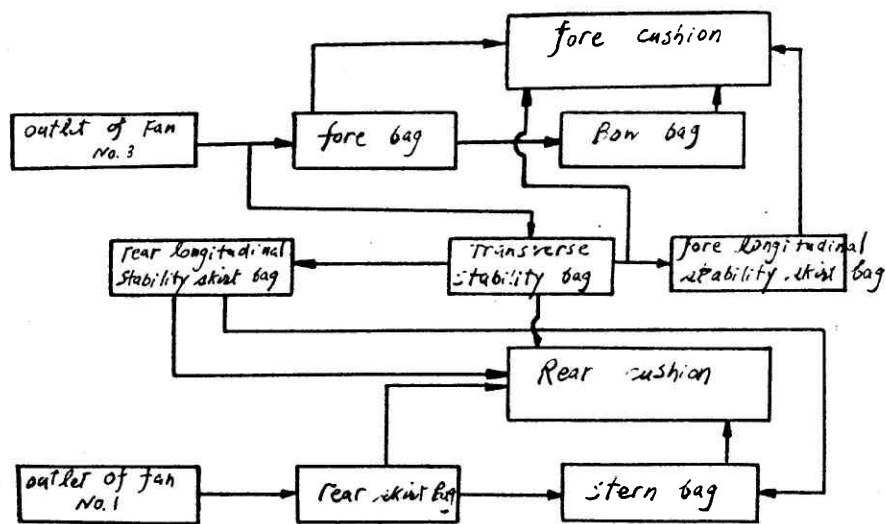 fore cushion
outlet of Fan
No. 3
fore bag
Bow bag
rear longitudinal
stability skirt bag
Transverse
stability bag
fore longitudinal
stability skirt bag
Rear cushion
outlet of fan
No. 1
rear skirt bag
stern bag